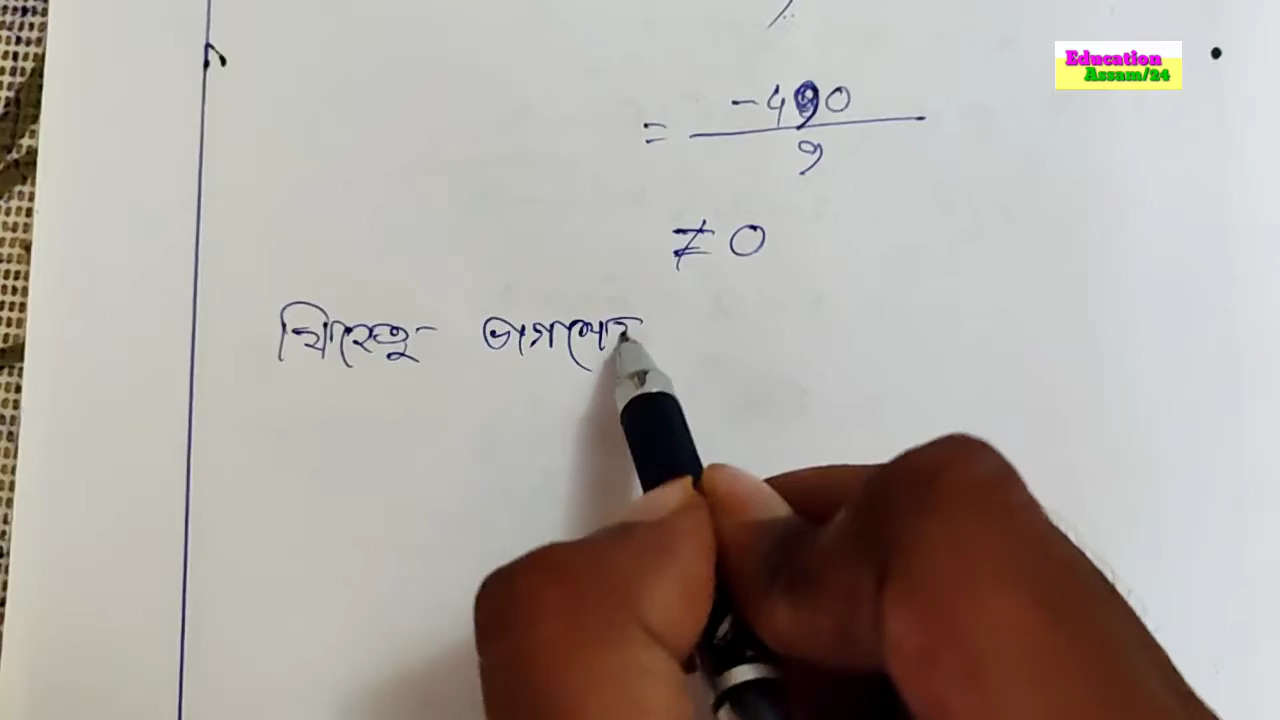 Education
Assam/24
= -490
9
≠ 0
যিহেতু ভাগশেষ